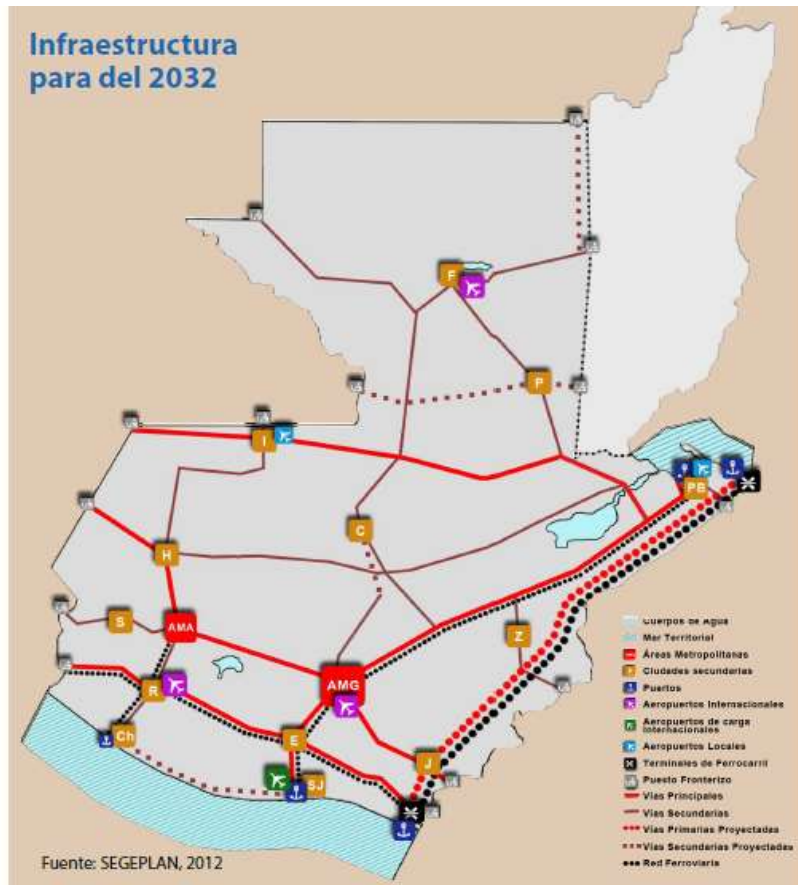 Infraestructura
para del 2032
F
P
I
PB
C
H
S
AMA
Z
AMG
R
Ch
E
J
SJ
Cuerpos de Agua
Mar Territorial
Áreas Metropolitanas
Ciudades secundarias
Puertos
Aeropuertos Internacionales
Aeropuertos de carga
Internacionales
Aeropuertos Locales
Terminales de Ferrocarril
Puesto Fronterizo
Vías Principales
Vías Secundarias
Vías Primarias Proyectadas
Vías Secundarias Proyectadas
Red Ferroviaria
Fuente: SEGEPLAN, 2012